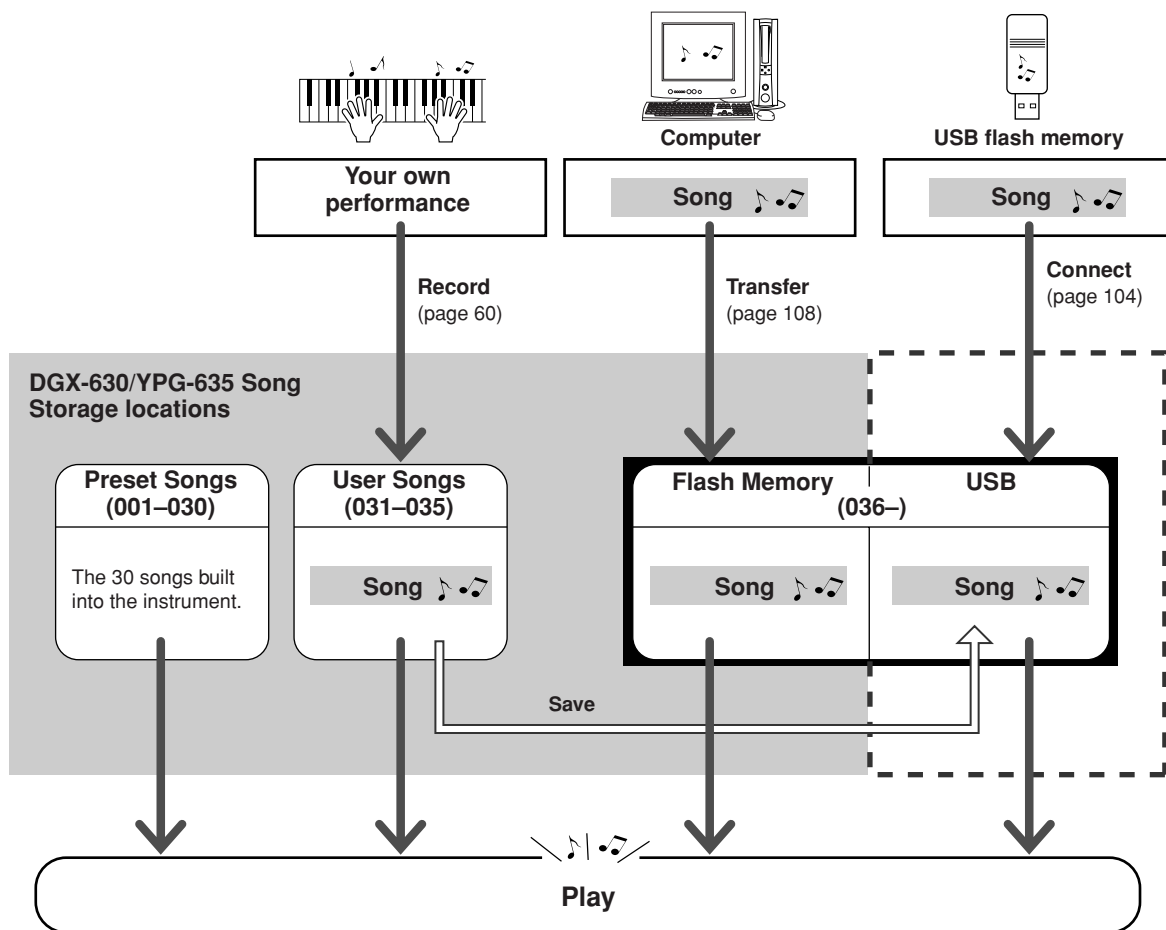 Computer
USB flash memory
Your own
performance
Song
Song
Record
(page 60)
Transfer
(page 108)
Connect
(page 104)
DGX-630/YPG-635 Song
Storage locations
Preset Songs
(001–030)
The 30 songs built
into the instrument.
User Songs
(031–035)
Song
Flash Memory
USB
(036–)
Song
Song
Save
Play